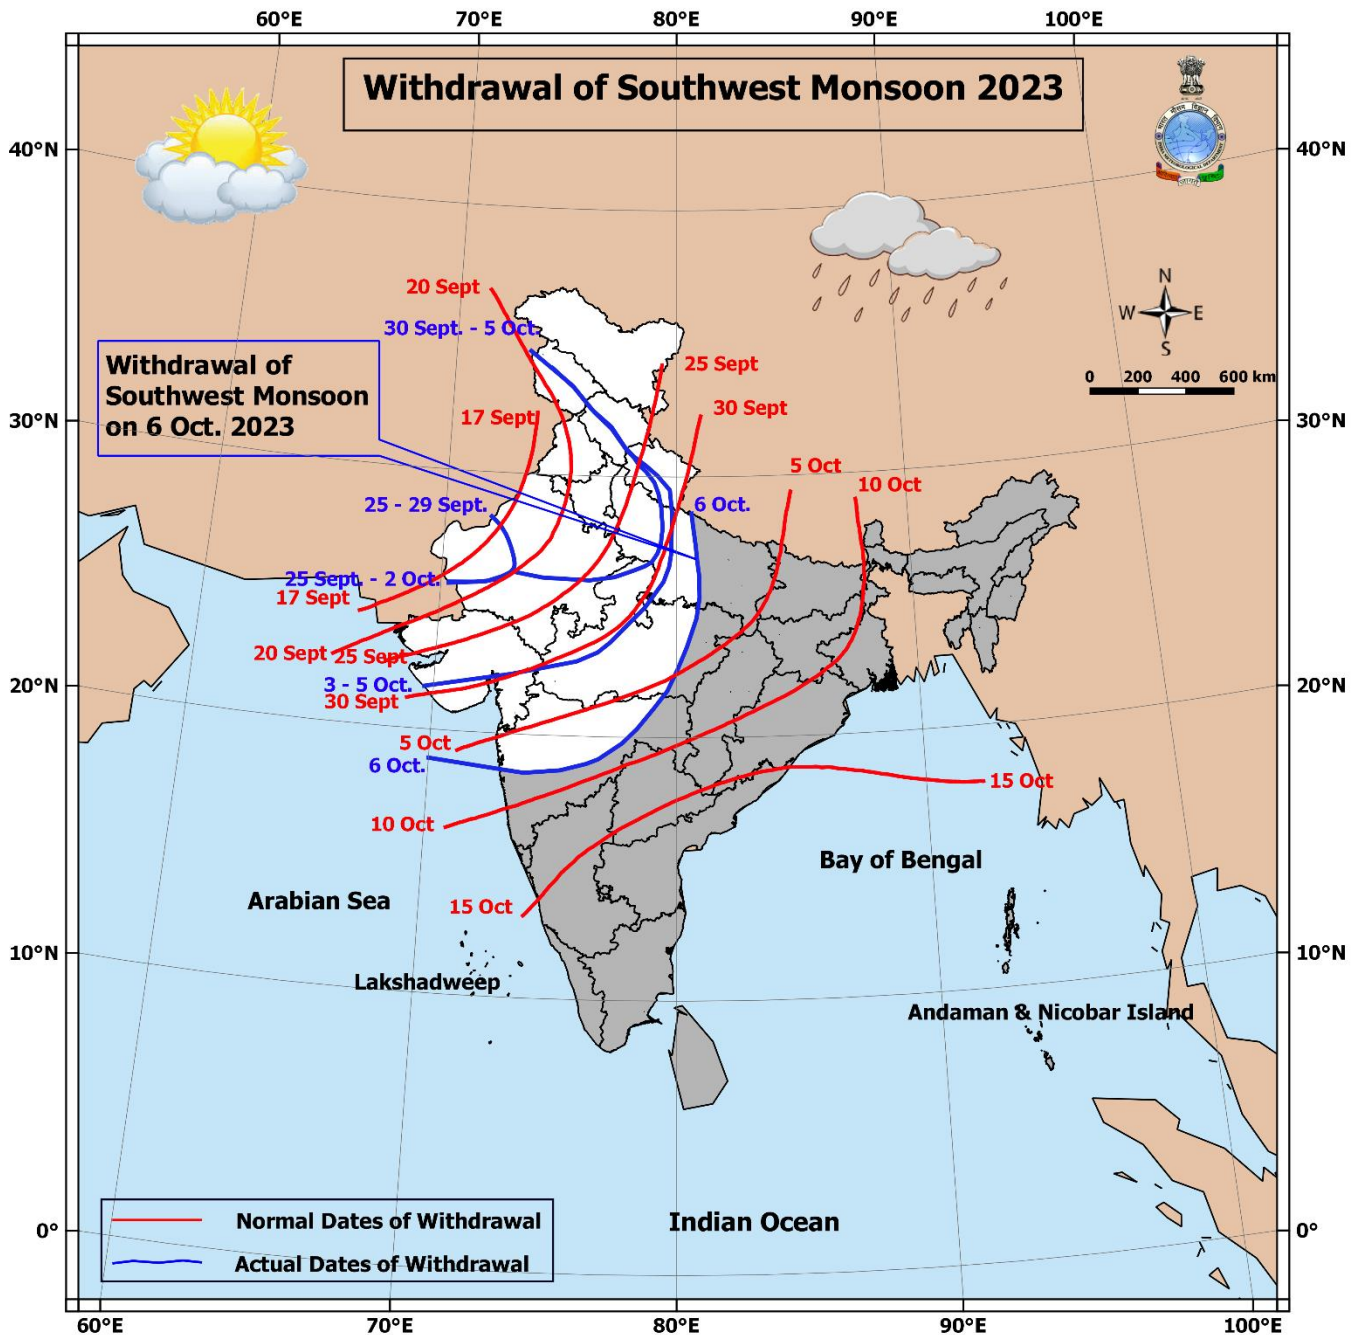 60°E
70°E
80°E
90°E
100°E
Withdrawal of Southwest Monsoon 2023
40°N
40°N
N
W
E
S
0 200 400 600 km
20 Sept
30 Sept. - 5 Oct.
25 Sept
Withdrawal of
Southwest Monsoon
on 6 Oct. 2023
17 Sept
30 Sept
30°N
30°N
5 Oct
10 Oct
25 - 29 Sept.
6 Oct.
25 Sept. - 2 Oct.
17 Sept
20 Sept
25 Sept
3 - 5 Oct.
30 Sept
20°N
20°N
5 Oct
6 Oct.
15 Oct
10 Oct
Bay of Bengal
Arabian Sea
15 Oct
10°N
10°N
Lakshadweep
Andaman & Nicobar Island
Normal Dates of Withdrawal
Actual Dates of Withdrawal
Indian Ocean
0°
0°
60°E
70°E
80°E
90°E
100°E